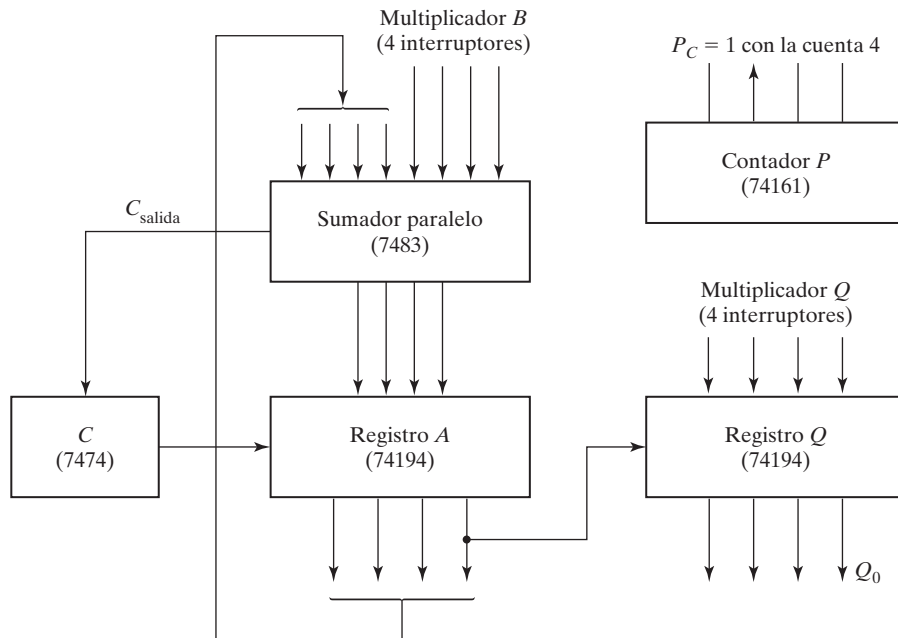 Multiplicador B
(4 interruptores)
P_C = 1 con la cuenta 4
Contador P
(74161)
C_salida
Sumador paralelo
(7483)
Multiplicador Q
(4 interruptores)
C
(7474)
Registro A
(74194)
Registro Q
(74194)
Q_0